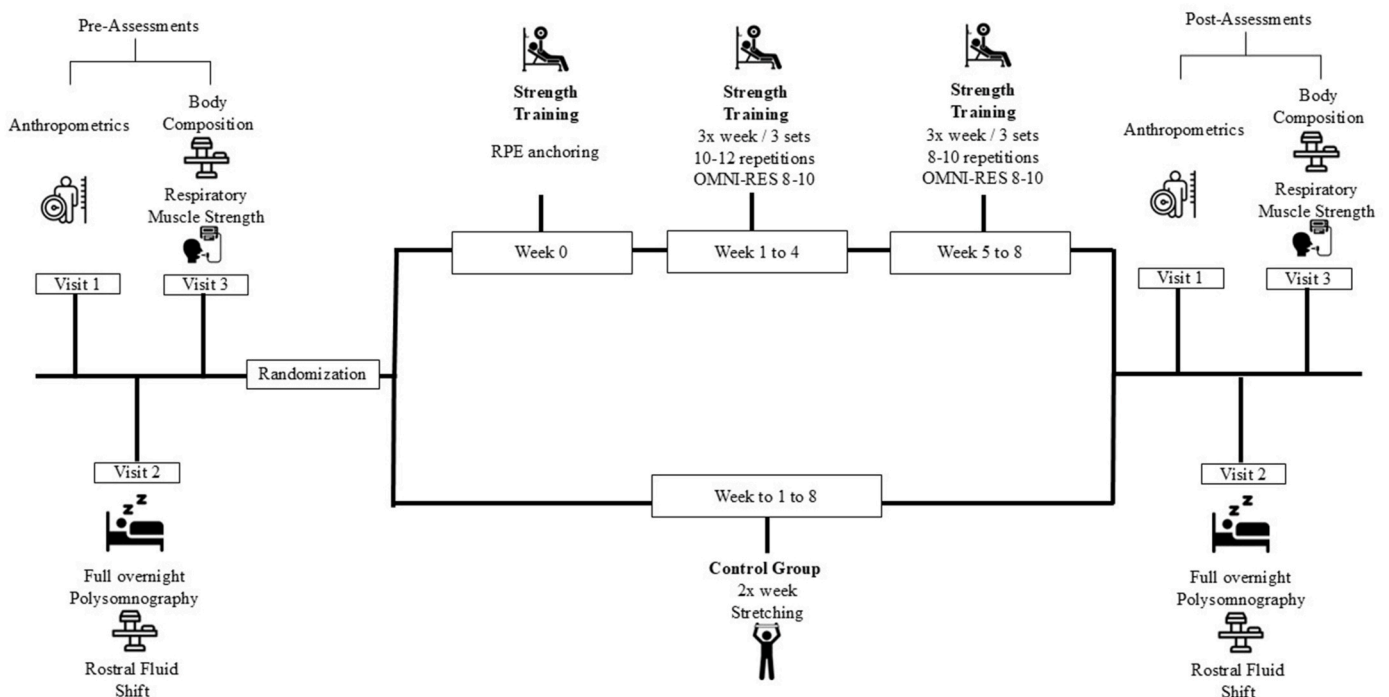 Pre-Assessments
Anthropometrics
Body
Composition
Respiratory
Muscle Strength
Visit 1
Visit 3
Visit 2
Full overnight
Polysomnography
Rostral Fluid
Shift
Randomization
Strength
Training
RPE anchoring
Week 0
Strength
Training
3x week / 3 sets
10-12 repetitions
OMNI-RES 8-10
Week 1 to 4
Strength
Training
3x week / 3 sets
8-10 repetitions
OMNI-RES 8-10
Week 5 to 8
Week to 1 to 8
Control Group
2x week
Stretching
Post-Assessments
Anthropometrics
Body
Composition
Respiratory
Muscle Strength
Visit 1
Visit 3
Visit 2
Full overnight
Polysomnography
Rostral Fluid
Shift